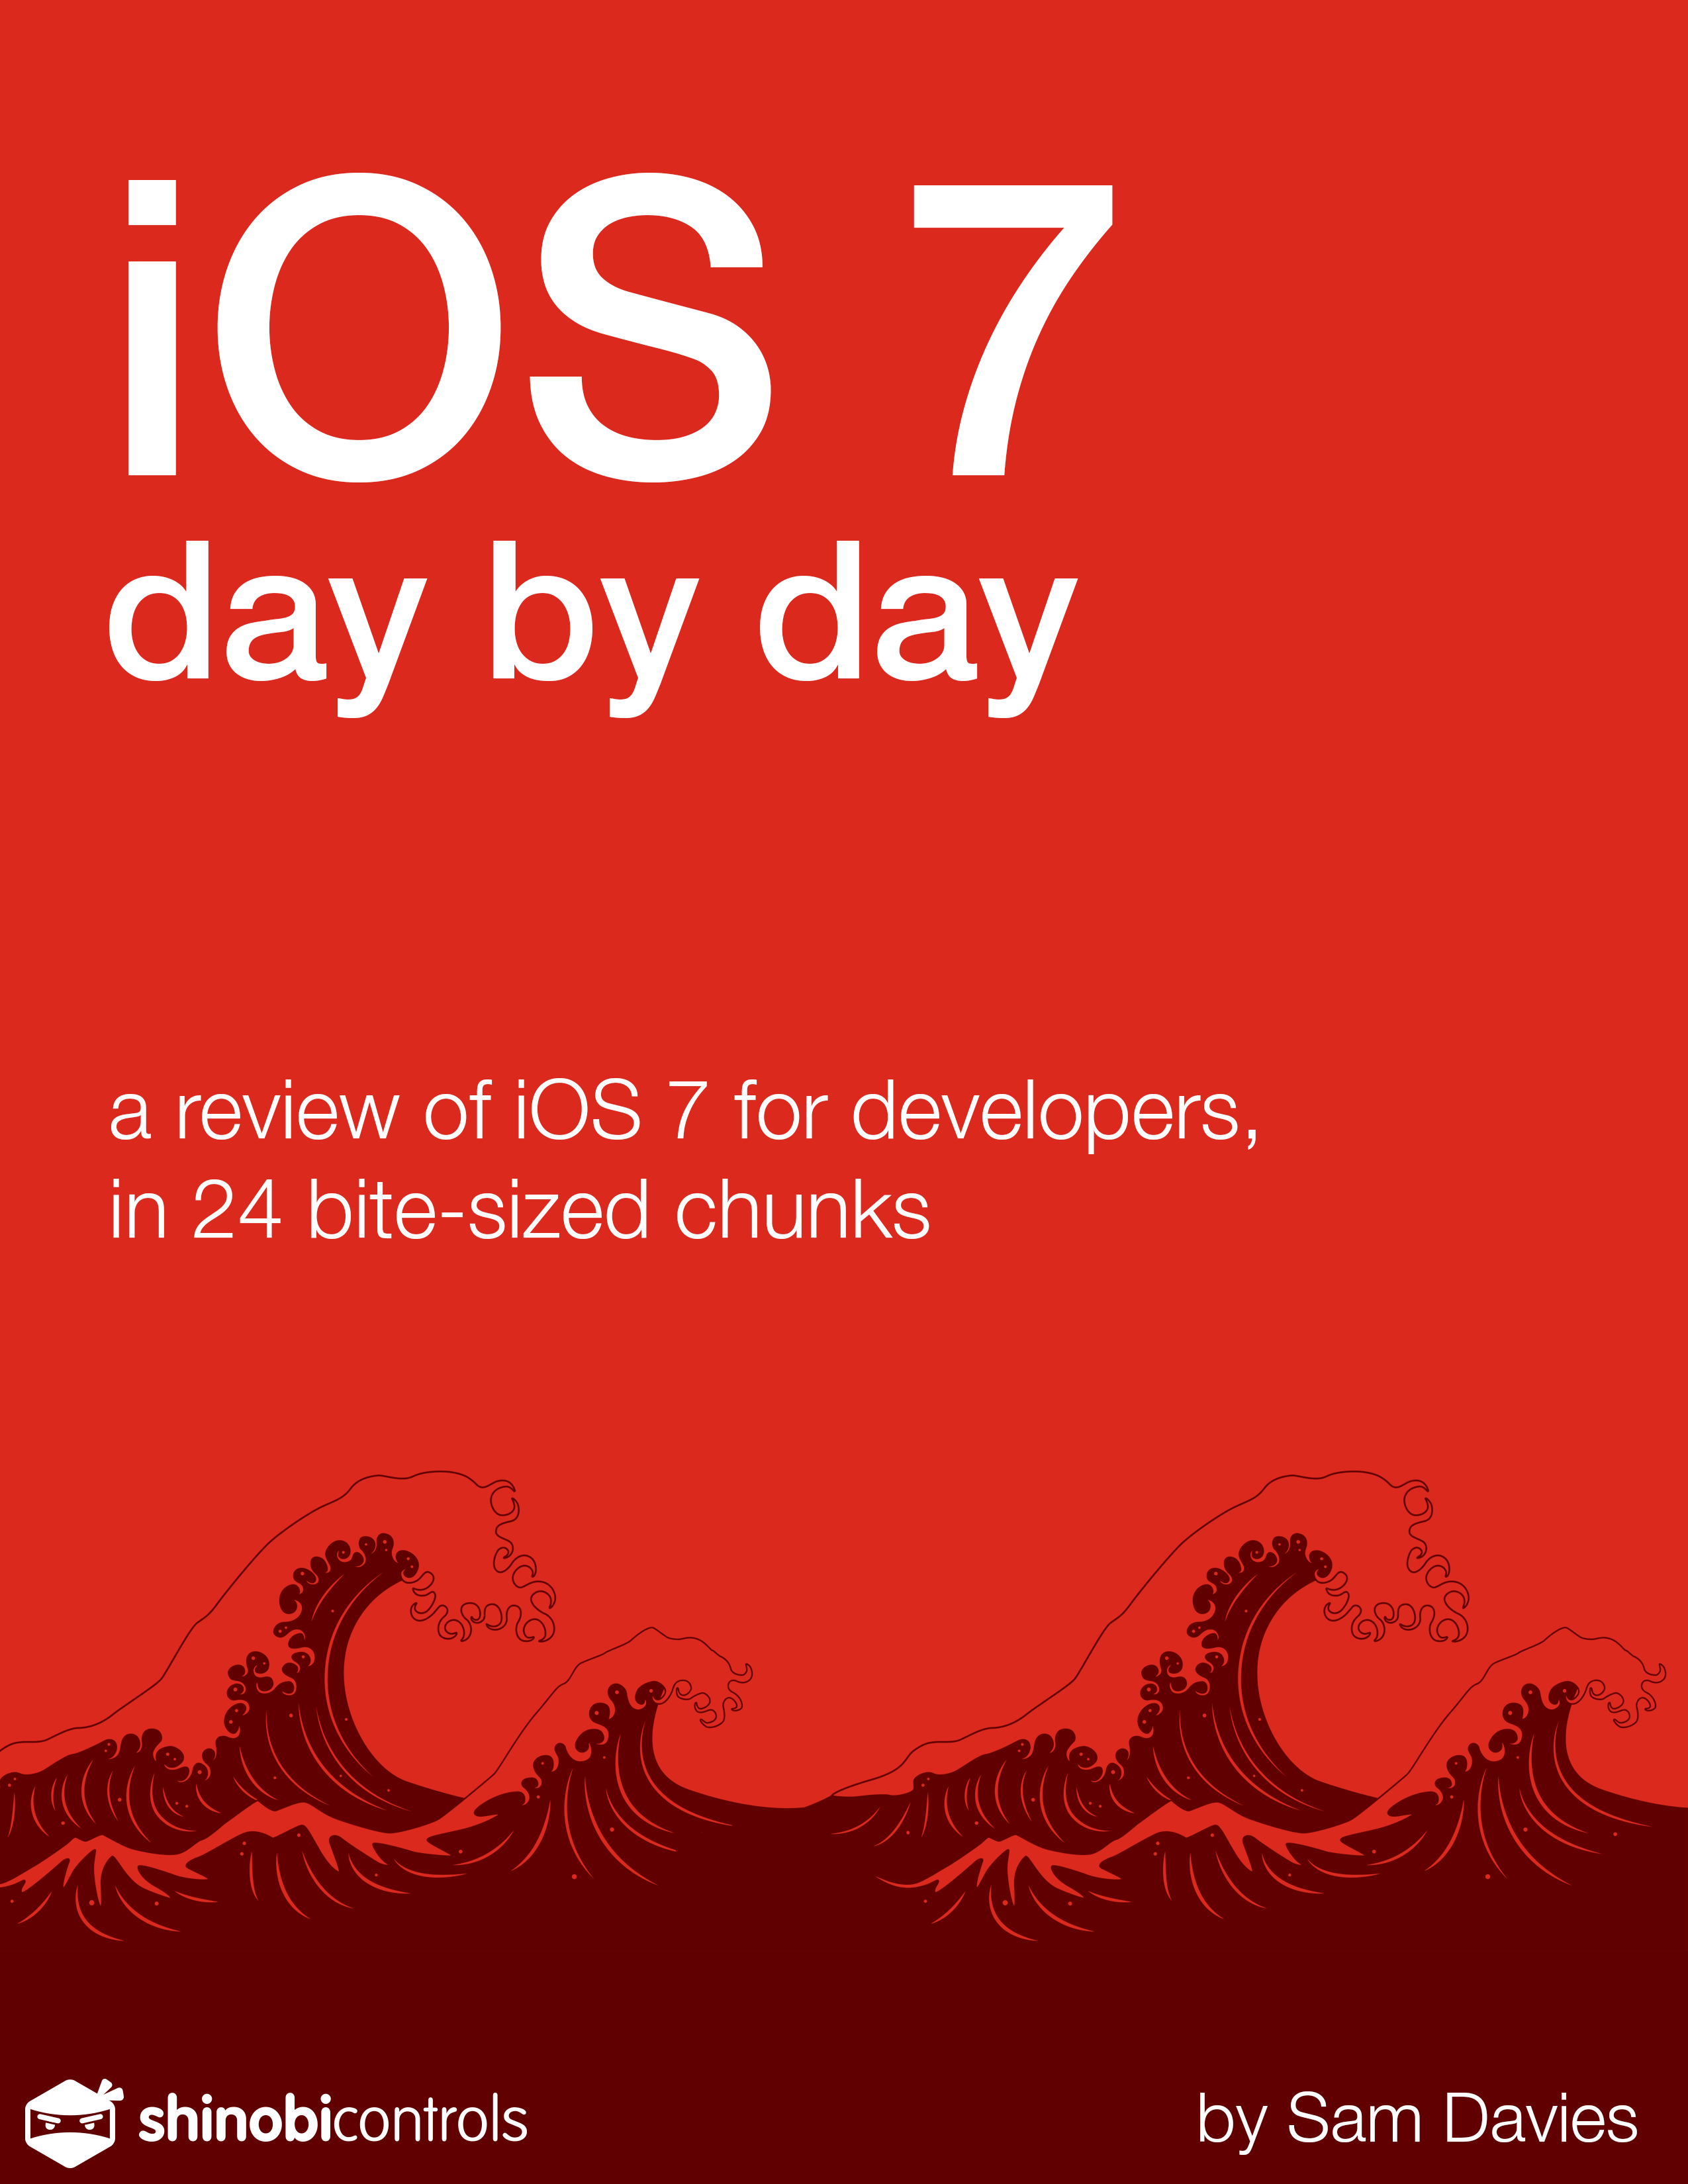 iOS 7
day by day
a review of iOS 7 for developers,
in 24 bite-sized chunks
shinobicontrols
by Sam Davies